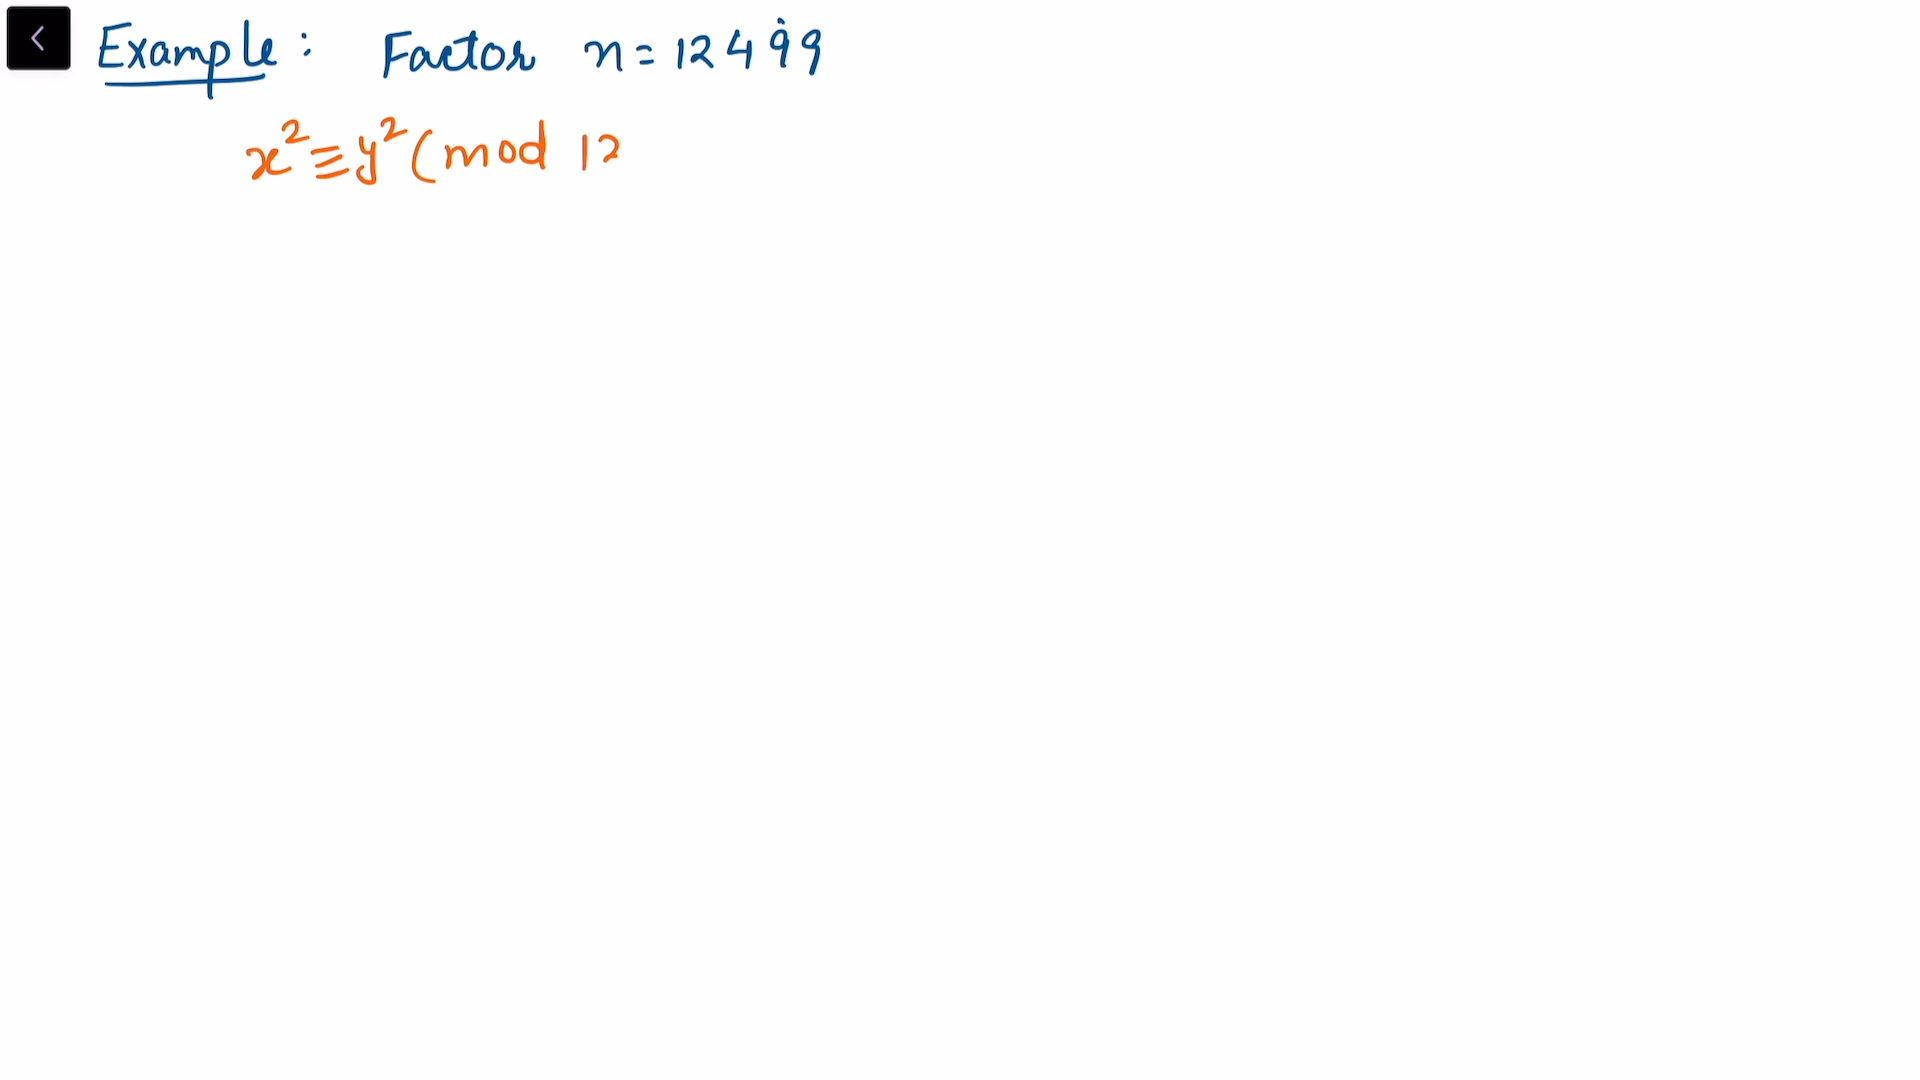 Example : Factor n = 12499
x² ≡ y² (mod 12